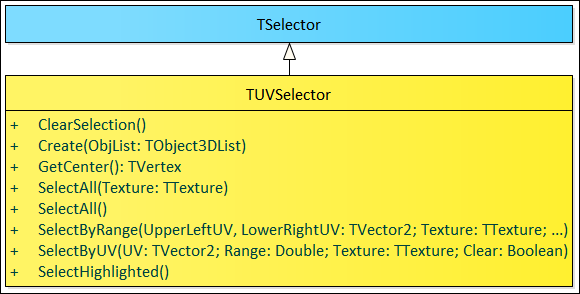 TSelector
TUVSelector
+ ClearSelection()
+ Create(ObjList: TObject3DList)
+ GetCenter(): TVertex
+ SelectAll(Texture: TTexture)
+ SelectAll()
+ SelectByRange(UpperLeftUV, LowerRightUV: TVector2; Texture: TTexture; ...)
+ SelectByUV(UV: TVector2; Range: Double; Texture: TTexture; Clear: Boolean)
+ SelectHighlighted()